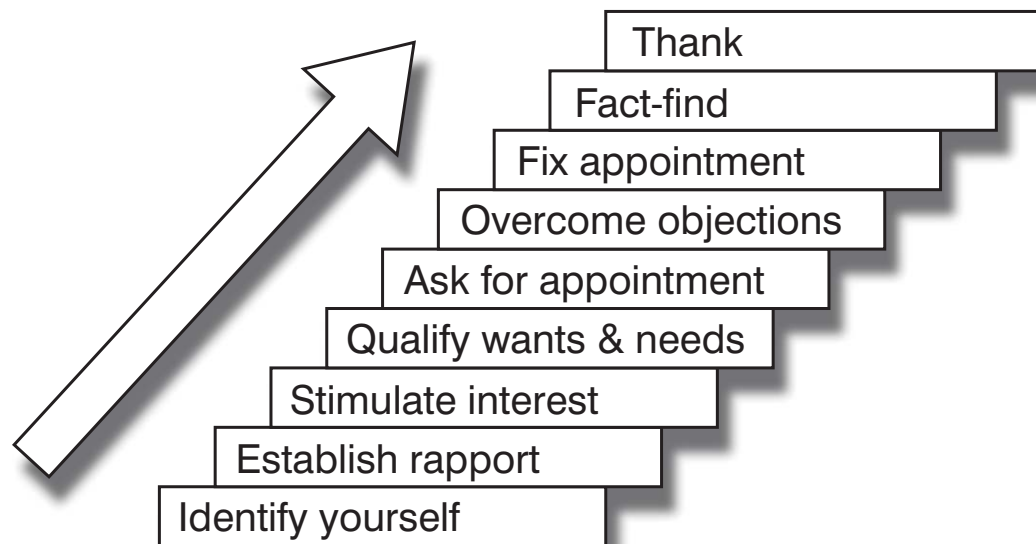 Thank
Fact-find
Fix appointment
Overcome objections
Ask for appointment
Qualify wants & needs
Stimulate interest
Establish rapport
Identify yourself